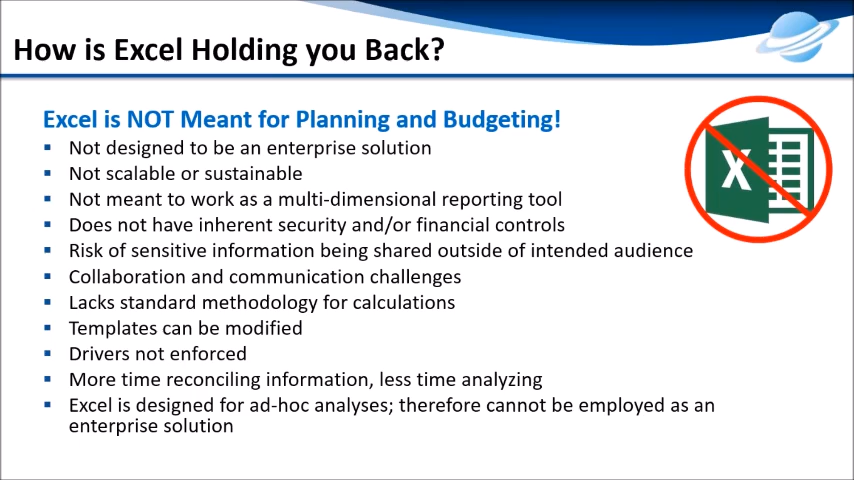 How is Excel Holding you Back?
Excel is NOT Meant for Planning and Budgeting!
▪ Not designed to be an enterprise solution
▪ Not scalable or sustainable
▪ Not meant to work as a multi-dimensional reporting tool
▪ Does not have inherent security and/or financial controls
▪ Risk of sensitive information being shared outside of intended audience
▪ Collaboration and communication challenges
▪ Lacks standard methodology for calculations
▪ Templates can be modified
▪ Drivers not enforced
▪ More time reconciling information, less time analyzing
▪ Excel is designed for ad-hoc analyses; therefore cannot be employed as an
enterprise solution
X